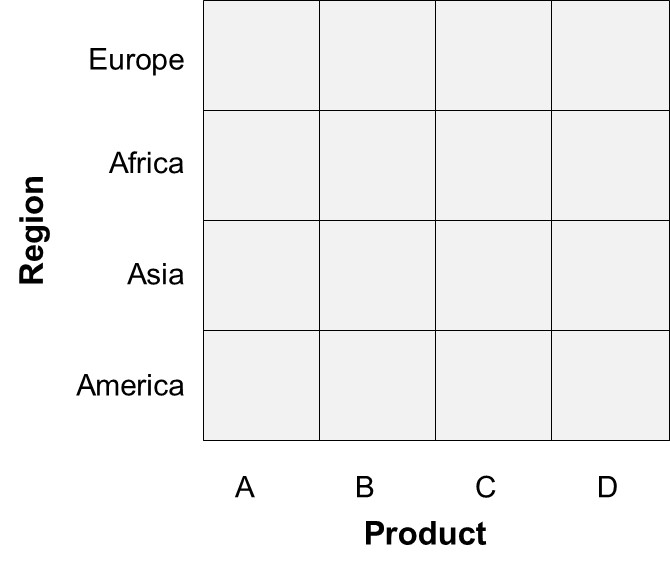 Europe
Africa
Region
Asia
America
A B C D
Product